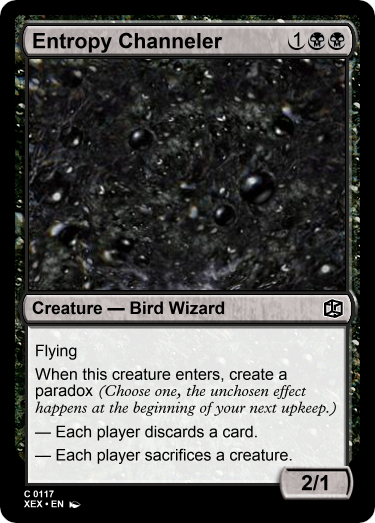 Entropy Channeler 1
Creature — Bird Wizard
Flying
When this creature enters, create a
paradox (Choose one, the unchosen effect
happens at the beginning of your next upkeep.)
— Each player discards a card.
— Each player sacrifices a creature.
2/1
C 0117
XEX • EN